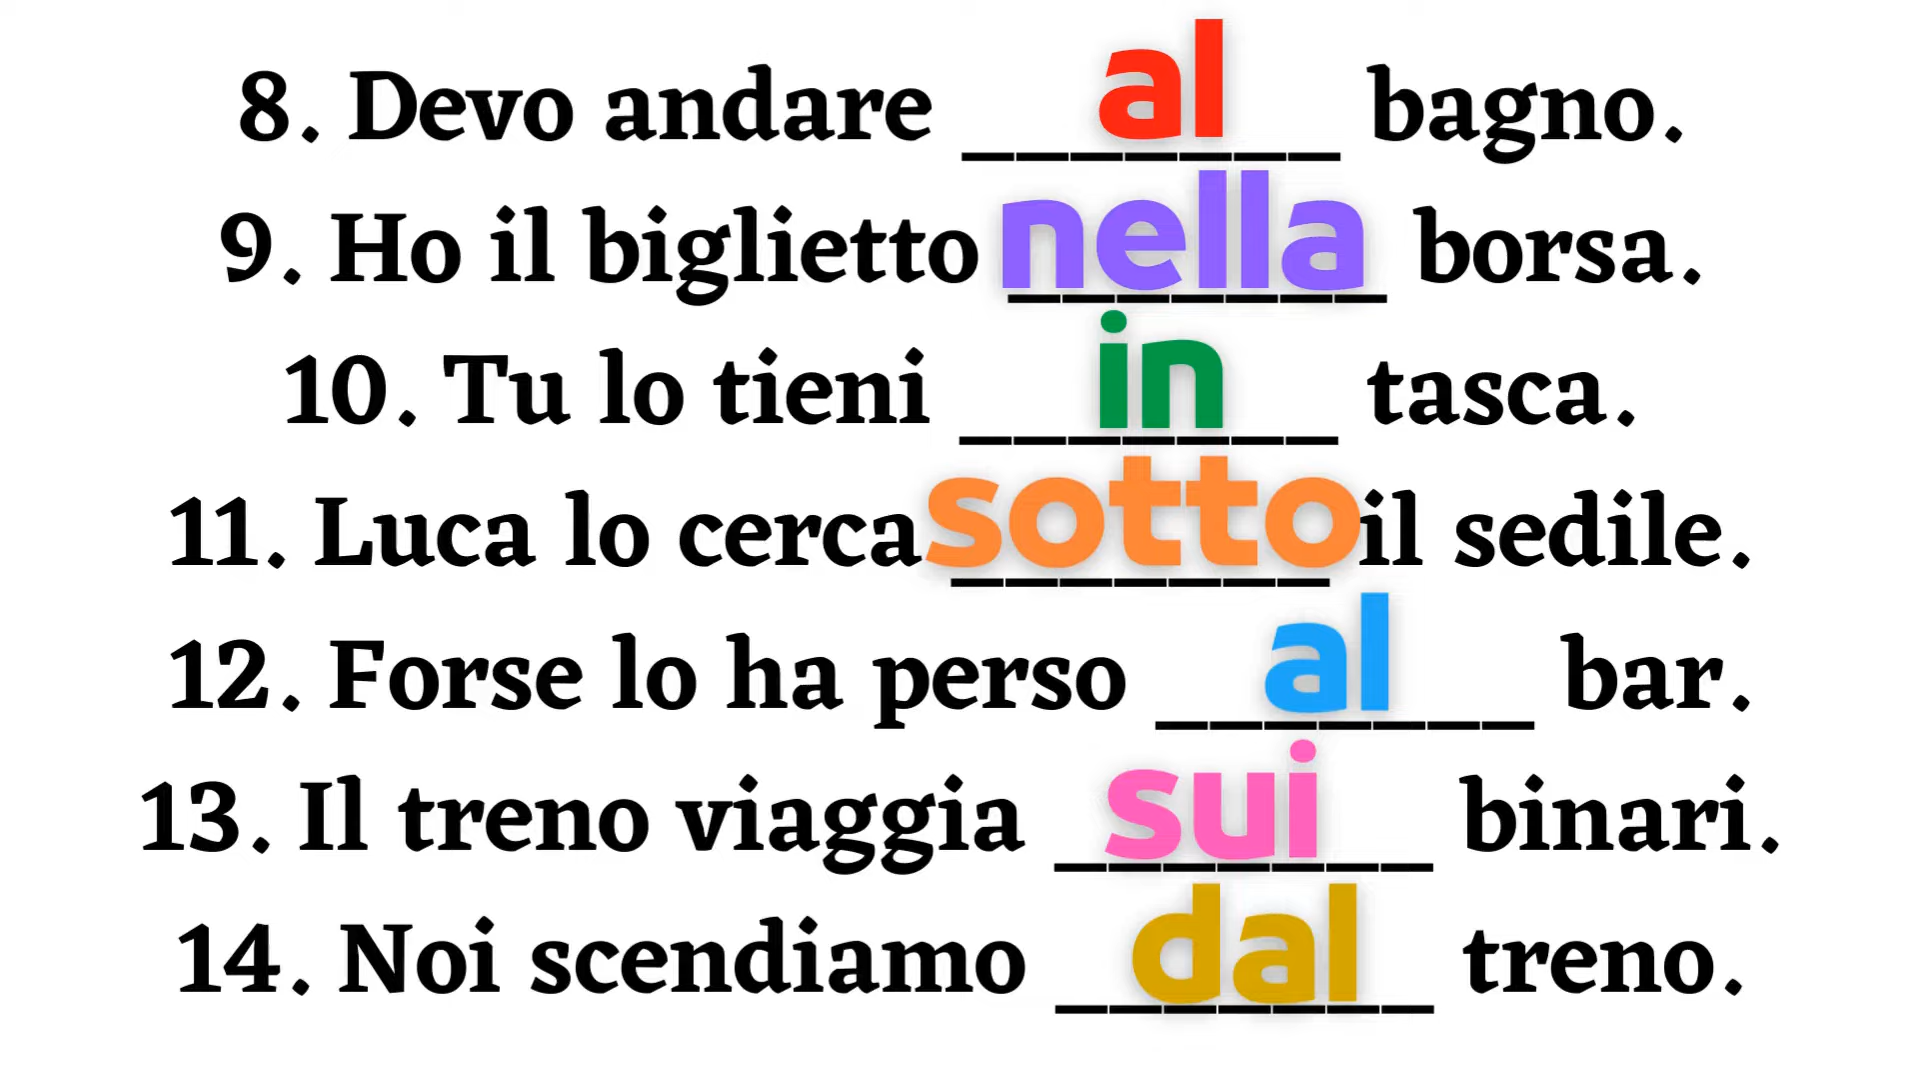 8. Devo andare al bagno.
9. Ho il biglietto nella borsa.
10. Tu lo tieni in tasca.
11. Luca lo cerca sotto il sedile.
12. Forse lo ha perso al bar.
13. Il treno viaggia sui binari.
14. Noi scendiamo dal treno.